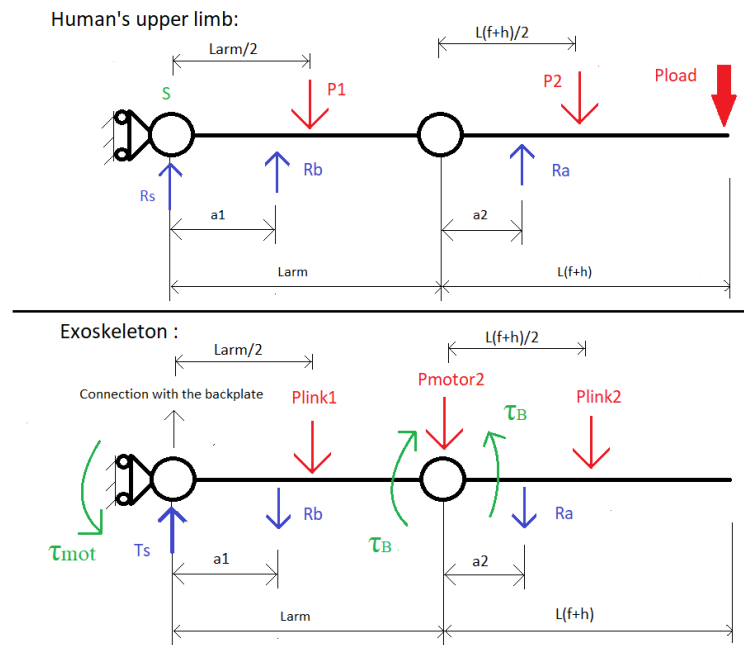 Human's upper limb:
Larm/2
L(f+h)/2
S
P1
P2
Pload
Rs
Rb
Ra
a1
a2
Larm
L(f+h)
Exoskeleton :
Larm/2
L(f+h)/2
Connection with the backplate
Plink1
Pmotor2
Plink2
τB
τmot
Ts
Rb
τB
Ra
a1
a2
Larm
L(f+h)